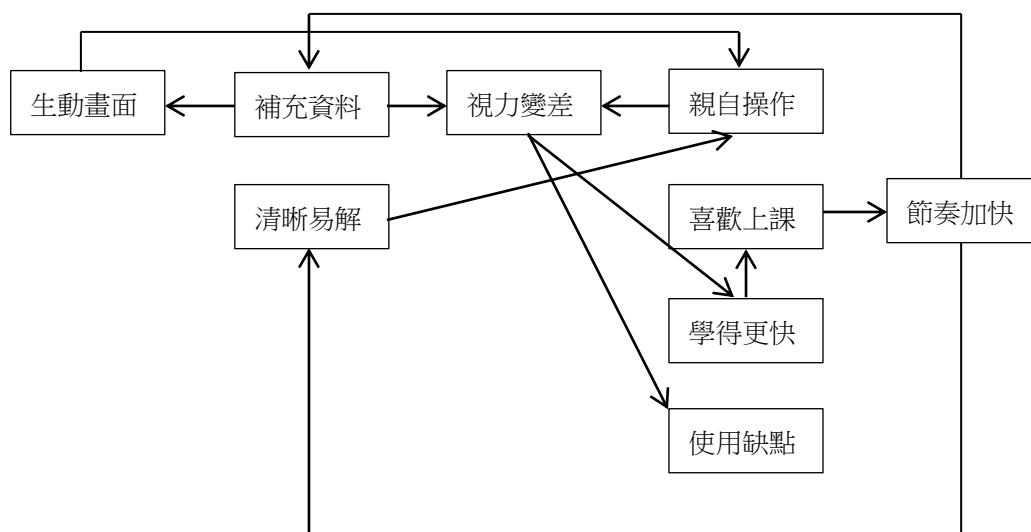 生動畫面
補充資料
視力變差
親自操作
清晰易解
喜歡上課
節奏加快
學得更快
使用缺點